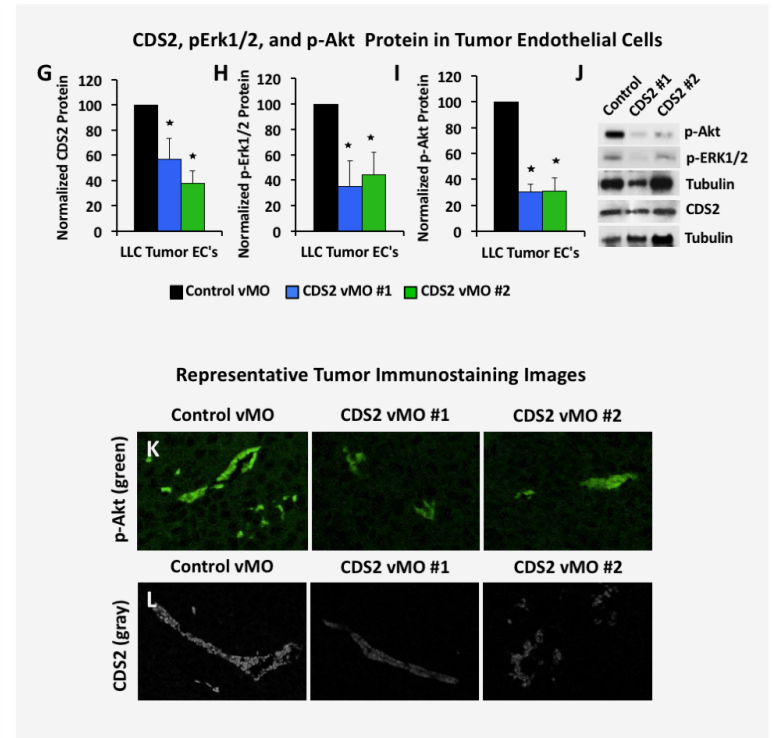 CDS2, pErk1/2, and p-Akt Protein in Tumor Endothelial Cells
G
Normalized CDS2 Protein
120
100
80
60
40
20
0
LLC Tumor EC's
H
Normalized p-Erk1/2 Protein
120
100
80
60
40
20
0
LLC Tumor EC's
I
Normalized p-Akt Protein
120
100
80
60
40
20
0
LLC Tumor EC's
J
Control
CDS2 #1
CDS2 #2
p-Akt
p-ERK1/2
Tubulin
CDS2
Tubulin
Control vMO CDS2 vMO #1 CDS2 vMO #2
Representative Tumor Immunostaining Images
Control vMO CDS2 vMO #1 CDS2 vMO #2
p-Akt (green)
K
Control vMO CDS2 vMO #1 CDS2 vMO #2
CDS2 (gray)
L